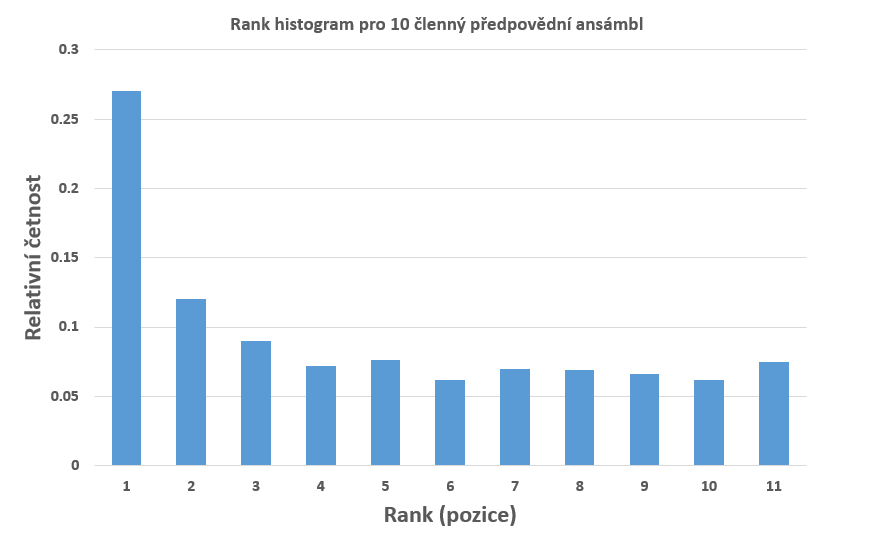 Rank histogram pro 10 členný předpovědní ansámbl
0.3
0.25
0.2
0.15
0.1
0.05
0
Relativní četnost
1 2 3 4 5 6 7 8 9 10 11
Rank (pozice)